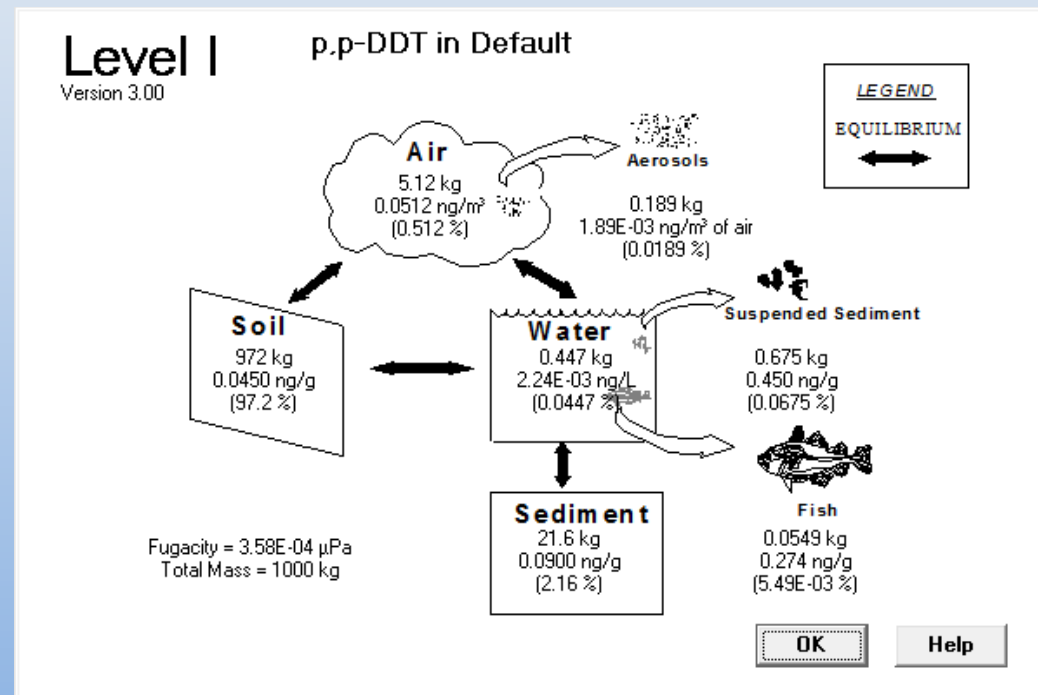 Level I
Version 3.00
p,p-DDT in Default
LEGEND
EQUILIBRIUM
Air
5.12 kg
0.0512 ng/m³
(0.512 %)
Aerosols
0.189 kg
1.89E-03 ng/m³ of air
(0.0189 %)
Soil
972 kg
0.0450 ng/g
(97.2 %)
Water
0.447 kg
2.24E-03 ng/L
(0.0447 %)
Suspended Sediment
0.675 kg
0.450 ng/g
(0.0675 %)
Sediment
21.6 kg
0.0900 ng/g
(2.16 %)
Fish
0.0549 kg
0.274 ng/g
(5.49E-03 %)
Fugacity = 3.58E-04 µPa
Total Mass = 1000 kg
OK
Help